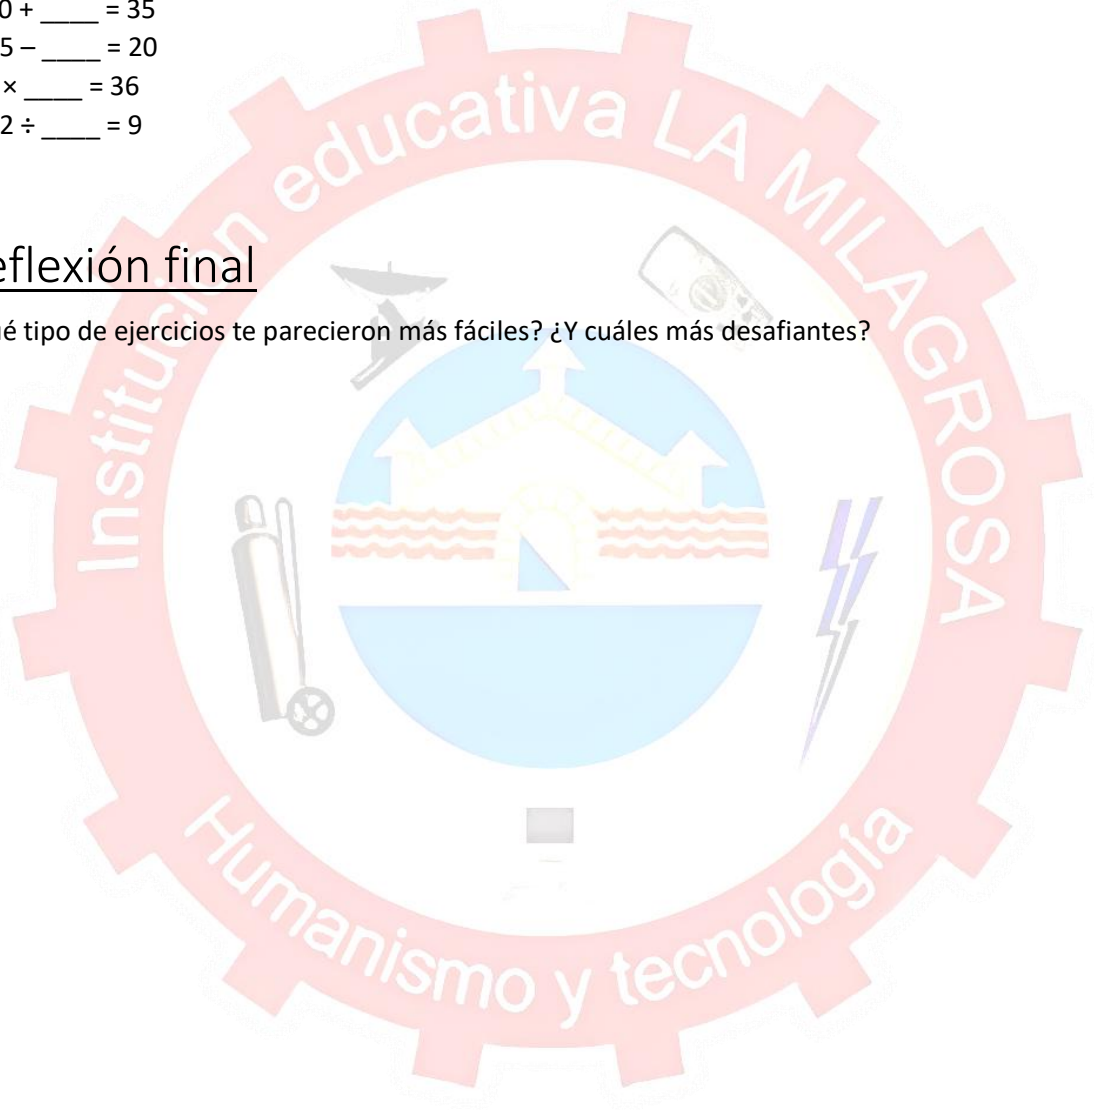 0 + ____ = 35
5 – ____ = 20
× ____ = 36
2 ÷ ____ = 9
eflexión final
é tipo de ejercicios te parecieron más fáciles? ¿Y cuáles más desafiantes?
Institución educativa LA MILAGROSA
Humanismo y tecnología